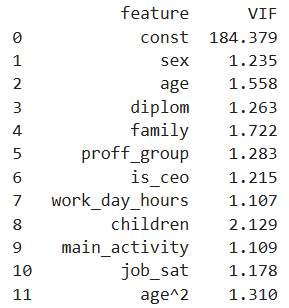 feature VIF
0 const 184.379
1 sex 1.235
2 age 1.558
3 diplom 1.263
4 family 1.722
5 proff_group 1.283
6 is_ceo 1.215
7 work_day_hours 1.107
8 children 2.129
9 main_activity 1.109
10 job_sat 1.178
11 age^2 1.310